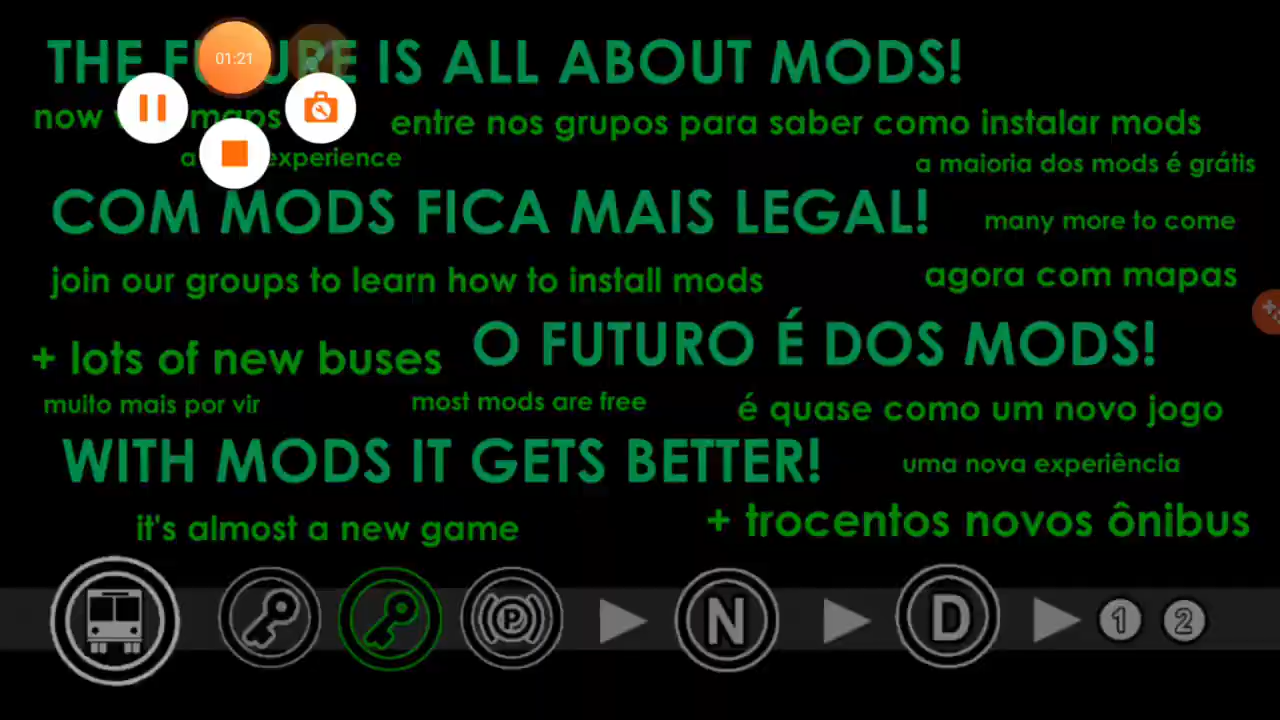 01:21
THE F RE IS ALL ABOUT MODS!
now maps
entre nos grupos para saber como instalar mods
a experience
a maioria dos mods é grátis
COM MODS FICA MAIS LEGAL!
many more to come
join our groups to learn how to install mods
agora com mapas
O FUTURO É DOS MODS!
+ lots of new buses
muito mais por vir
most mods are free
é quase como um novo jogo
WITH MODS IT GETS BETTER!
uma nova experiência
it's almost a new game
+ trocentos novos ônibus
P
N
D
1
2